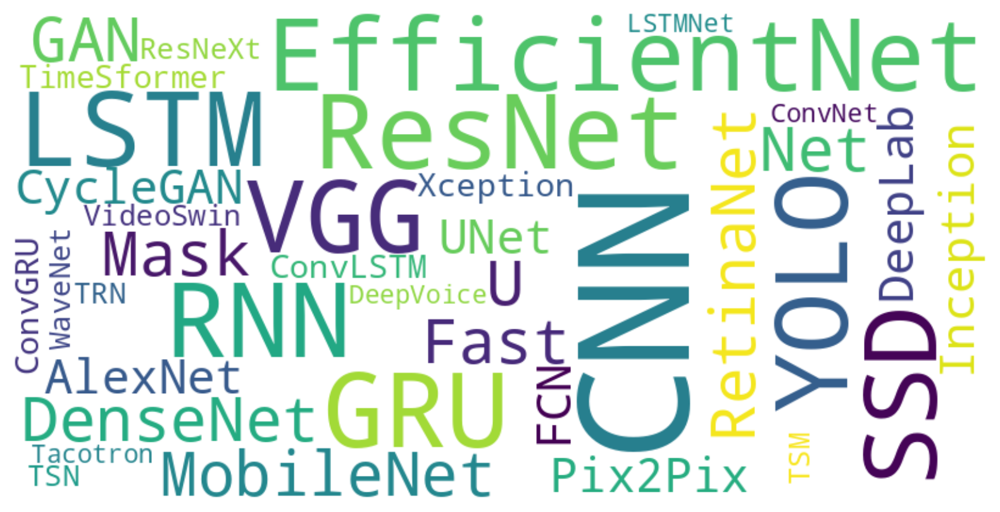 GAN
ResNeXt
EfficientNet
LSTMNet
TimeSformer
LSTM
ResNet
ConvNet
Net
RetinaNet
DeepLab
Inception
CycleGAN
VGG
Xception
VideoSwin
UNet
YOLO
CNN
Mask
ConvLSTM
U
ConvGRU
WaveNet
TRN
RNN
DeepVoice
Fast
SSD
AlexNet
GRU
FCN
DenseNet
Tacotron
TSN
MobileNet
Pix2Pix
TSM